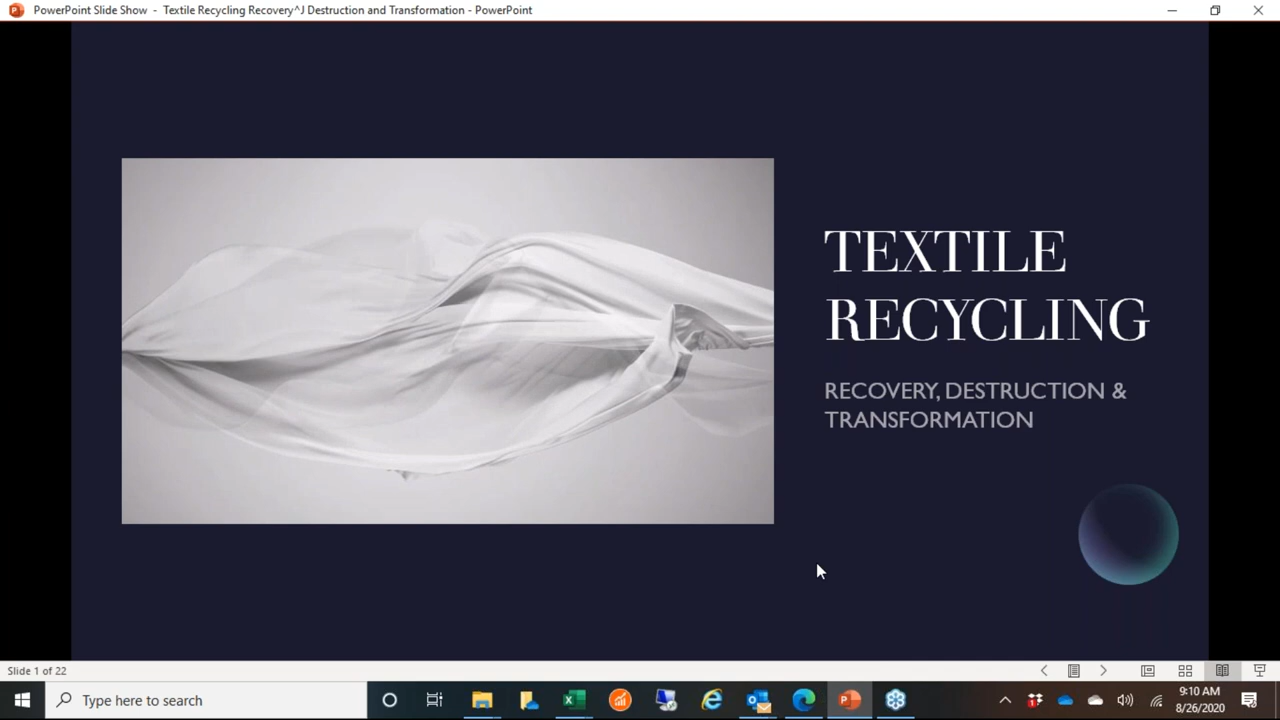 PowerPoint Slide Show - Textile Recycling Recovery^J Destruction and Transformation - PowerPoint
TEXTILE
RECYCLING
RECOVERY, DESTRUCTION &
TRANSFORMATION
Slide 1 of 22
Type here to search
9:10 AM
8/26/2020